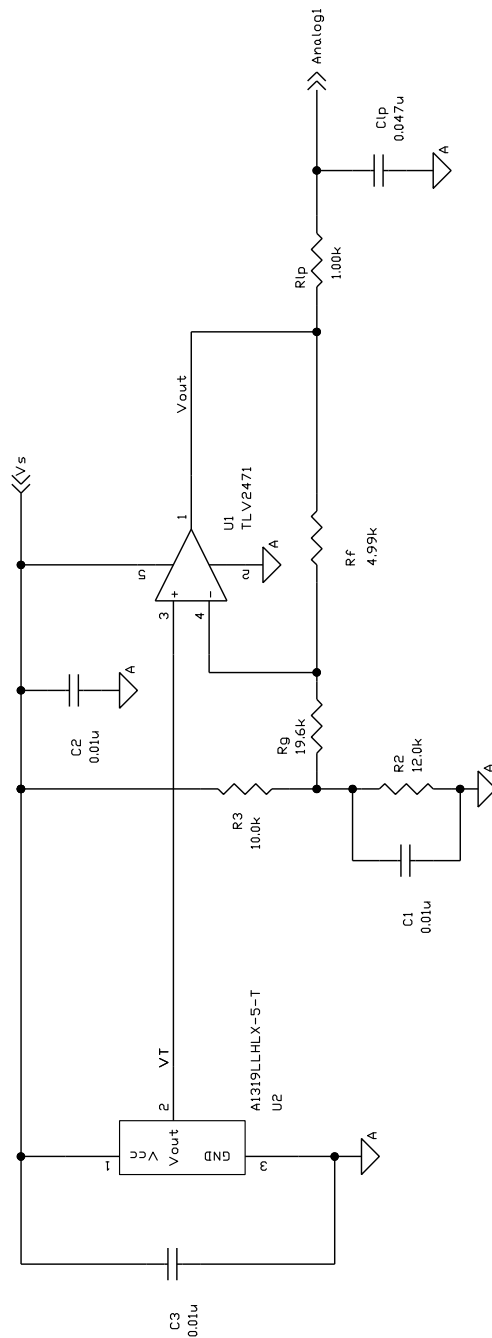 C3
0.01u
1
Vcc
Vout
GND
2
3
A
VT
A1319LLHLX-5-T
U2
C2
0.01u
A
R3
10.0k
C1
0.01u
R2
12.0k
A
Rg
19.6k
3
4
+
-
5
2
1
A
U1
TLV2471
Vs
Vout
Rf
4.99k
Rlp
1.00k
Clp
0.047u
A
Analog1